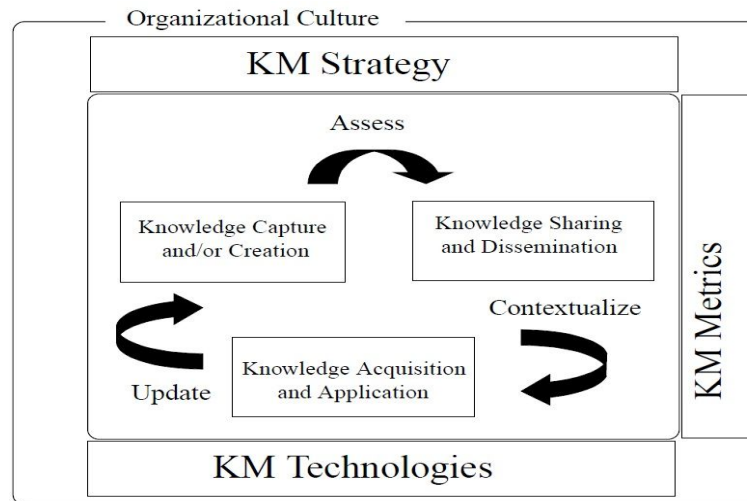 Organizational Culture
KM Strategy
Assess
Knowledge Capture
and/or Creation
Knowledge Sharing
and Dissemination
Contextualize
Knowledge Acquisition
and Application
Update
KM Metrics
KM Technologies